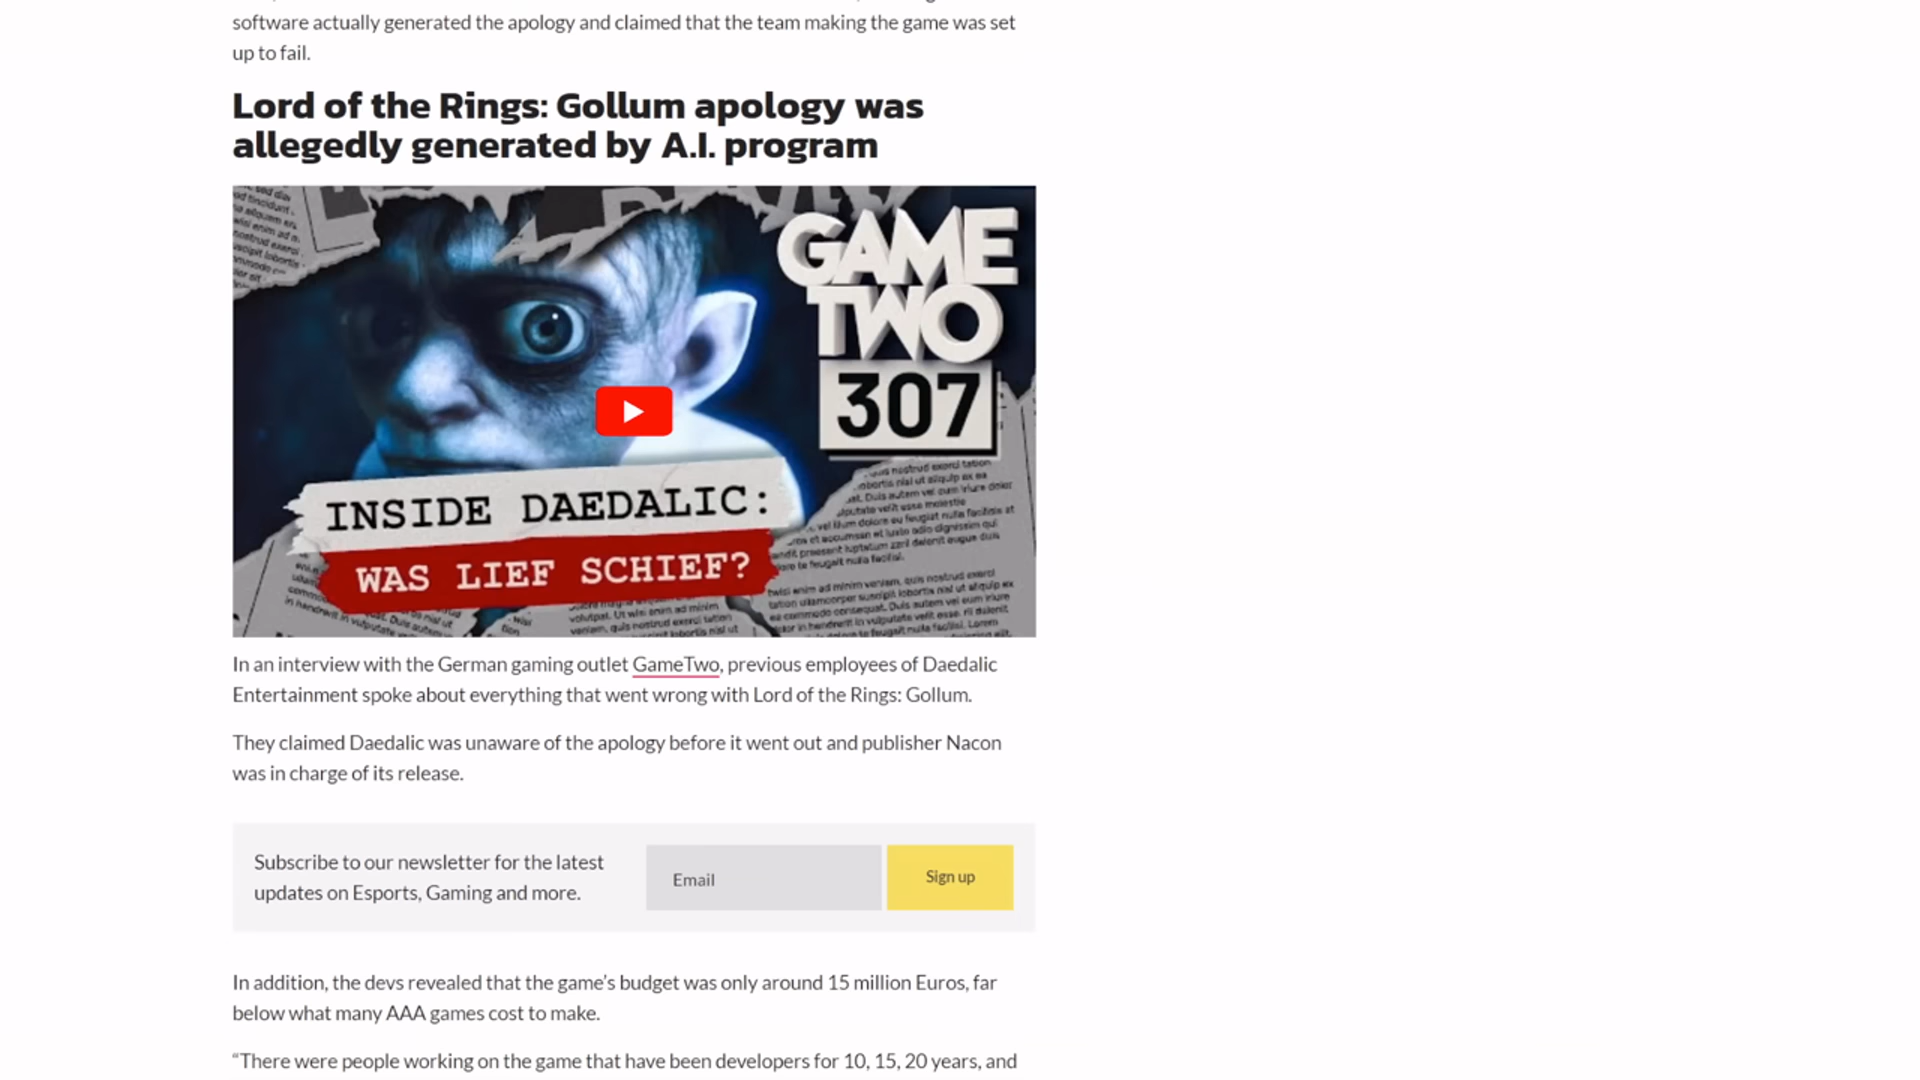 software actually generated the apology and claimed that the team making the game was set
up to fail.
Lord of the Rings: Gollum apology was
allegedly generated by A.I. program
GAME
TWO
307
INSIDE DAEDALIC:
WAS LIEF SCHIEF?
In an interview with the German gaming outlet GameTwo, previous employees of Daedalic
Entertainment spoke about everything that went wrong with Lord of the Rings: Gollum.
They claimed Daedalic was unaware of the apology before it went out and publisher Nacon
was in charge of its release.
Subscribe to our newsletter for the latest
updates on Esports, Gaming and more.
Email
Sign up
In addition, the devs revealed that the game’s budget was only around 15 million Euros, far
below what many AAA games cost to make.
“There were people working on the game that have been developers for 10, 15, 20 years, and